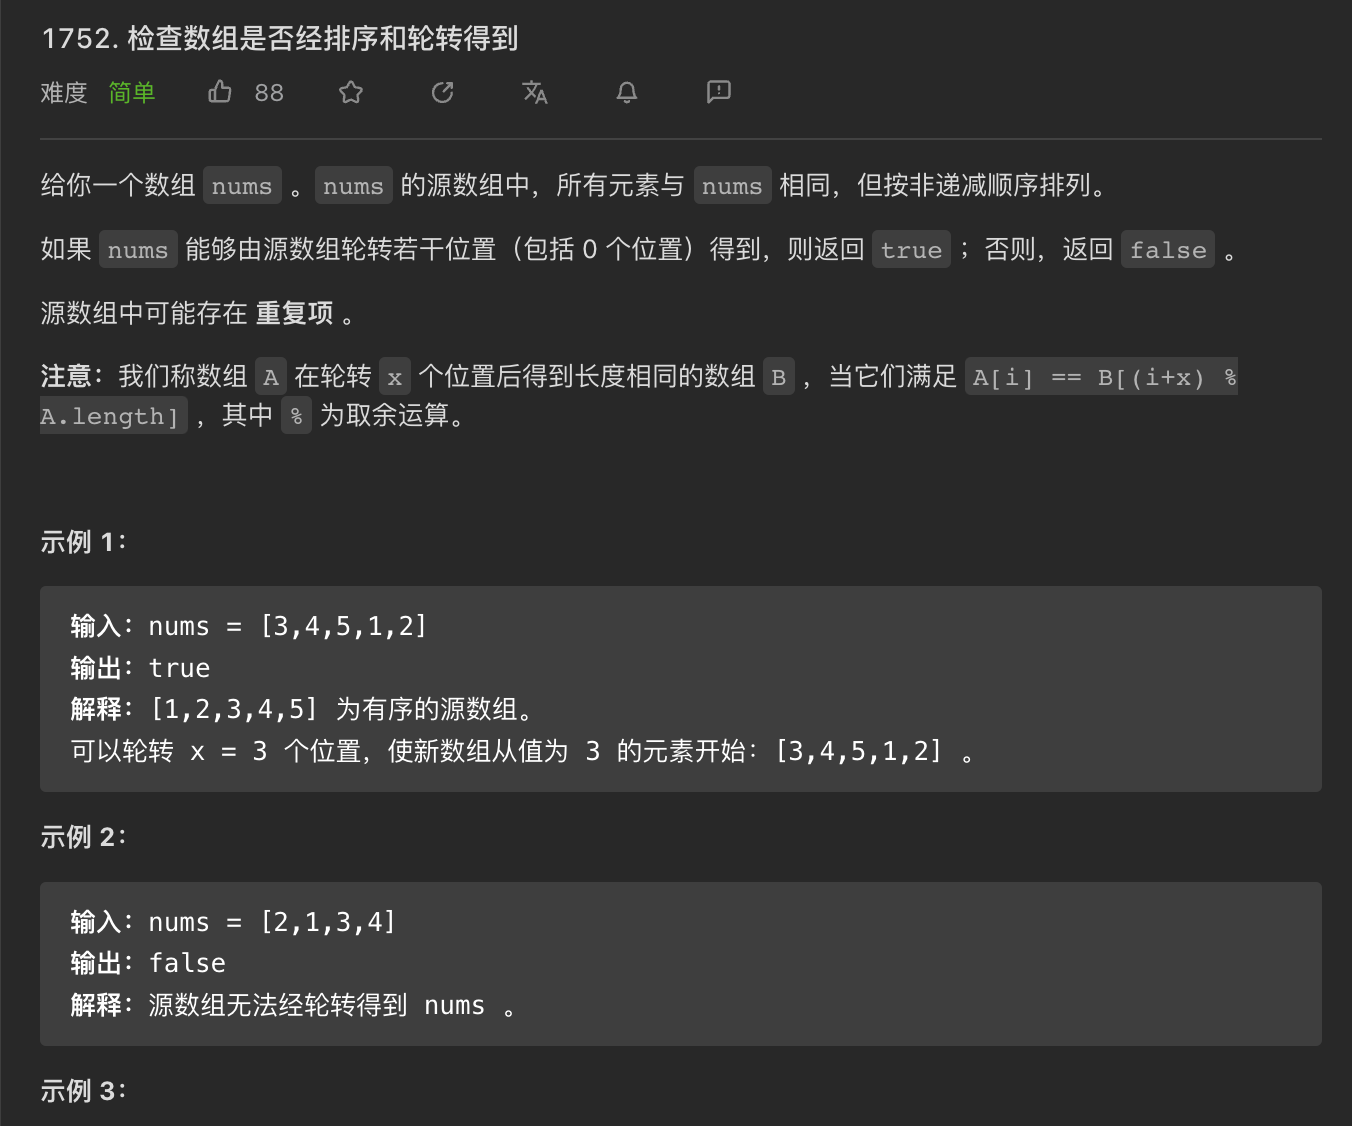 1752. 检查数组是否经排序和轮转得到
难度 简单 88
给你一个数组 nums 。nums 的源数组中，所有元素与 nums 相同，但按非递减顺序排列。
如果 nums 能够由源数组轮转若干位置（包括 0 个位置）得到，则返回 true ；否则，返回 false 。
源数组中可能存在 重复项 。
注意：我们称数组 A 在轮转 x 个位置后得到长度相同的数组 B ，当它们满足 A[i] == B[(i+x) %
A.length] ，其中 % 为取余运算。
示例 1：
输入：nums = [3,4,5,1,2]
输出：true
解释：[1,2,3,4,5] 为有序的源数组。
可以轮转 x = 3 个位置，使新数组从值为 3 的元素开始：[3,4,5,1,2] 。
示例 2：
输入：nums = [2,1,3,4]
输出：false
解释：源数组无法经轮转得到 nums 。
示例 3：